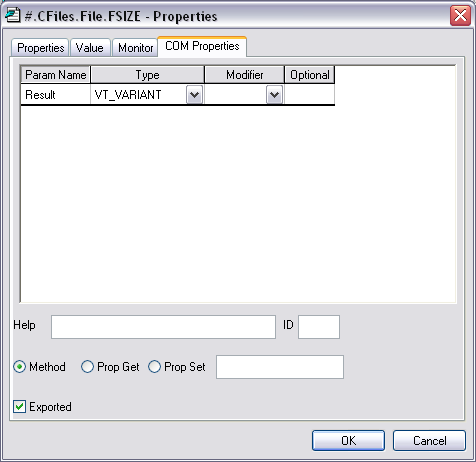 #.CFiles.File.FSIZE - Properties
Properties Value Monitor COM Properties
Param Name Type Modifier Optional
Result VT_VARIANT
Help ID
Method Prop Get Prop Set
Exported
OK Cancel